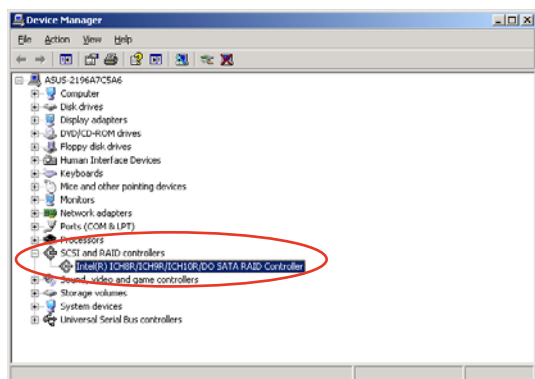 Device Manager
File Action View Help
ASUS-2196A7C5A6
Computer
Disk drives
Display adapters
DVD/CD-ROM drives
Floppy disk drives
Human Interface Devices
Keyboards
Mice and other pointing devices
Monitors
Network adapters
Ports (COM & LPT)
Processors
SCSI and RAID controllers
Intel(R) ICH8R/ICH9R/ICH10R/DO SATA RAID Controller
Sound, video and game controllers
Storage volumes
System devices
Universal Serial Bus controllers